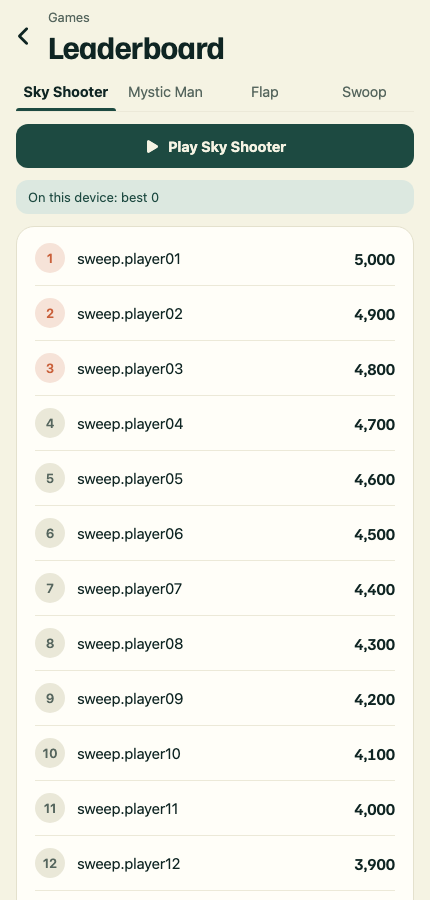 Games
Leaderboard
Sky Shooter Mystic Man Flap Swoop
Play Sky Shooter
On this device: best 0
1 sweep.player01 5,000
2 sweep.player02 4,900
3 sweep.player03 4,800
4 sweep.player04 4,700
5 sweep.player05 4,600
6 sweep.player06 4,500
7 sweep.player07 4,400
8 sweep.player08 4,300
9 sweep.player09 4,200
10 sweep.player10 4,100
11 sweep.player11 4,000
12 sweep.player12 3,900